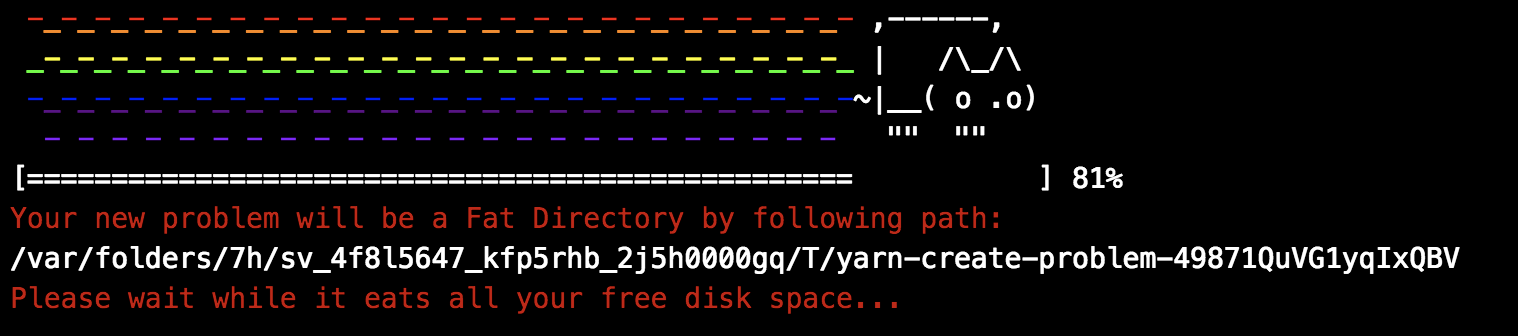 _ _ _ _ _ _ _ _ _ _ _ _ _ _ _ _ _ _ _ _ _ _ _ _ _ ,------,
_ _ _ _ _ _ _ _ _ _ _ _ _ _ _ _ _ _ _ _ _ _ _ _ _ |   /\_/\
_ _ _ _ _ _ _ _ _ _ _ _ _ _ _ _ _ _ _ _ _ _ _ _ _~|__( o .o)
_ _ _ _ _ _ _ _ _ _ _ _ _ _ _ _ _ _ _ _ _ _ _ _ ""  ""
[=================================================           ] 81%
Your new problem will be a Fat Directory by following path:
/var/folders/7h/sv_4f8l5647_kfp5rhb_2j5h0000gq/T/yarn-create-problem-49871QuVG1yqIxQBV
Please wait while it eats all your free disk space...